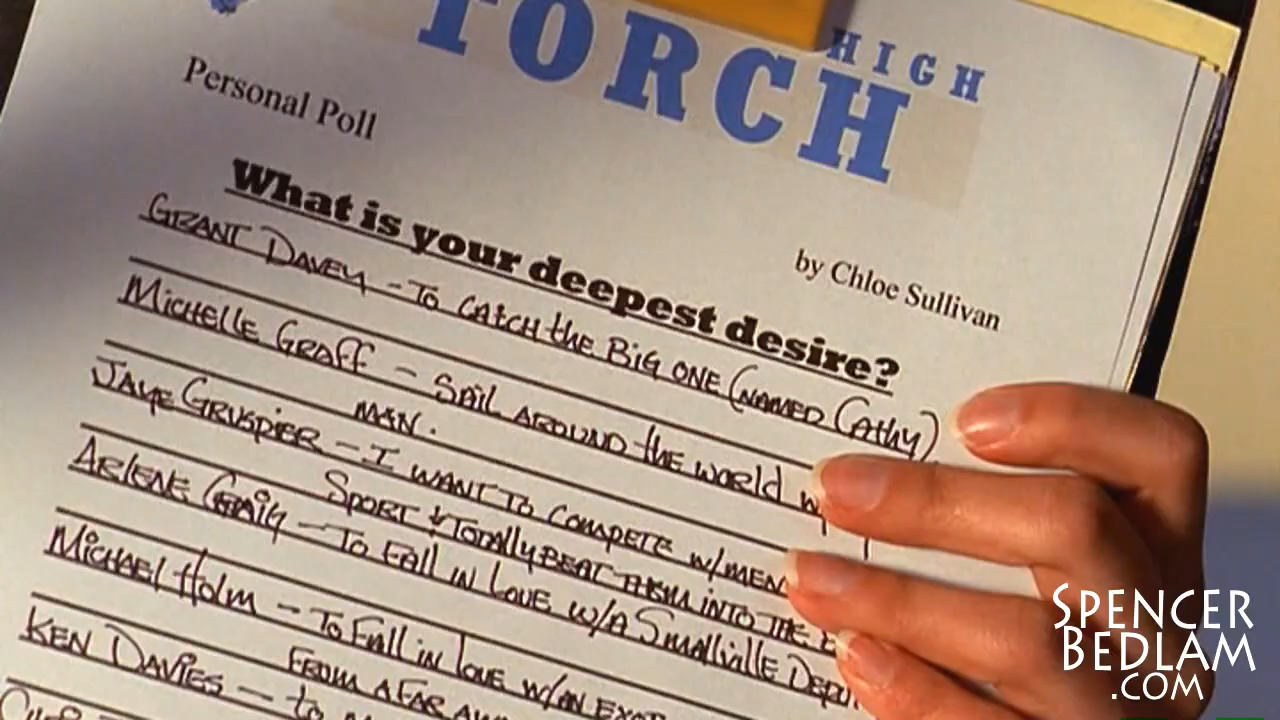 HIGH
TORCH
Personal Poll
What is your deepest desire?
by Chloe Sullivan
GRANT DAVEY - TO CATCH the BIG ONE (NAMED CAthy)
MichELLE GRAFF - SAIL AROUND the WORLD
MAN.
JAYE GRUSPIER - I WANT TO COMPETE W/MEN
SPORT & TOTALLY BEAT THEM INTO THE
ARLENE CRAIG - TO FALL IN LOVE W/A Smallville
MichAEL Holm - TO FALL in love W/AN
FROM AFAR
KEN DAVIES - to
SPENCER
BEDLAM
.COM